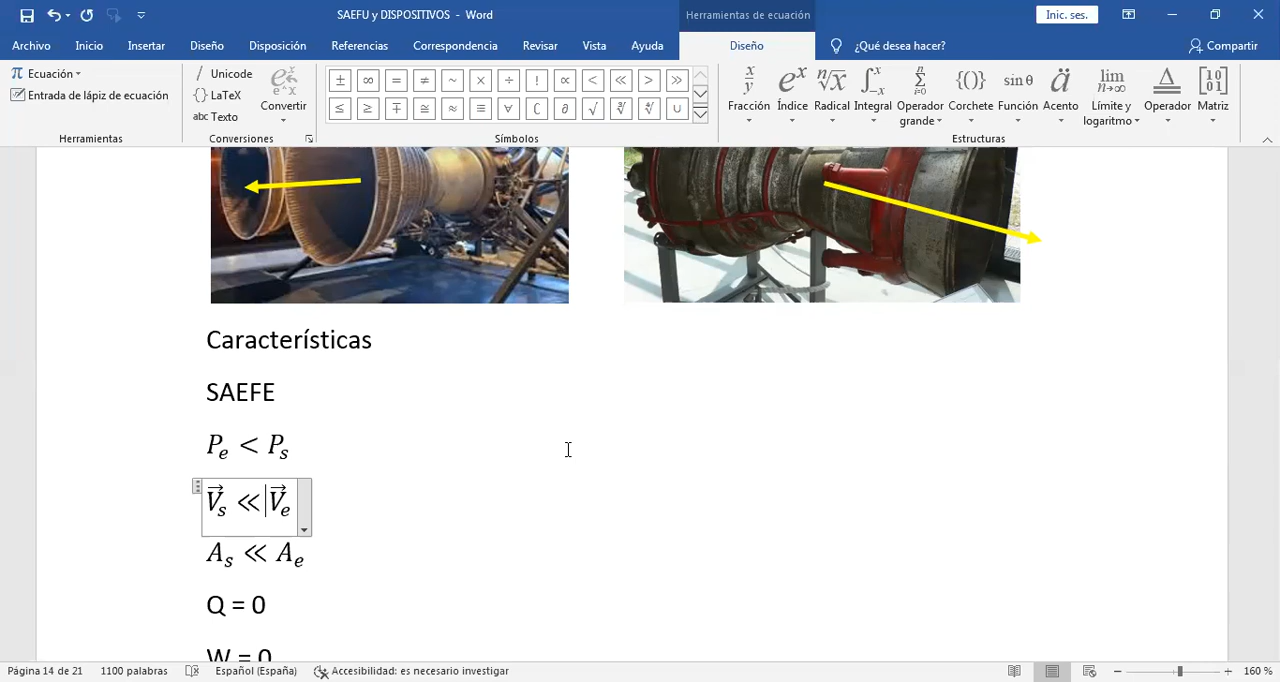 SAEFU y DISPOSITIVOS - Word
Herramientas de ecuación
Inic. ses.
Archivo Inicio Insertar Diseño Disposición Referencias Correspondencia Revisar Vista Ayuda Diseño ¿Qué desea hacer? Compartir
π Ecuación
Entrada de lápiz de ecuación
Herramientas
Unicode
{} LaTeX
abc Texto
Convertir
Conversiones
± ∞ = ≠ ~ × ÷ ! ∝ < ≪ > ≫
≤ ≥ ∓ ≅ ≈ ≡ ∀ ∁ ∂ √ ∛ ∜ ∪
Símbolos
Fracción Índice Radical Integral Operador grande Corchete Función Acento Límite y logaritmo Operador Matriz
Estructuras
Características
SAEFE
Pₑ < Pₛ
V⃗ₛ ≪ V⃗ₑ
Aₛ ≪ Aₑ
Q = 0
W = 0
Página 14 de 21 1100 palabras Español (España) Accesibilidad: es necesario investigar 160 %